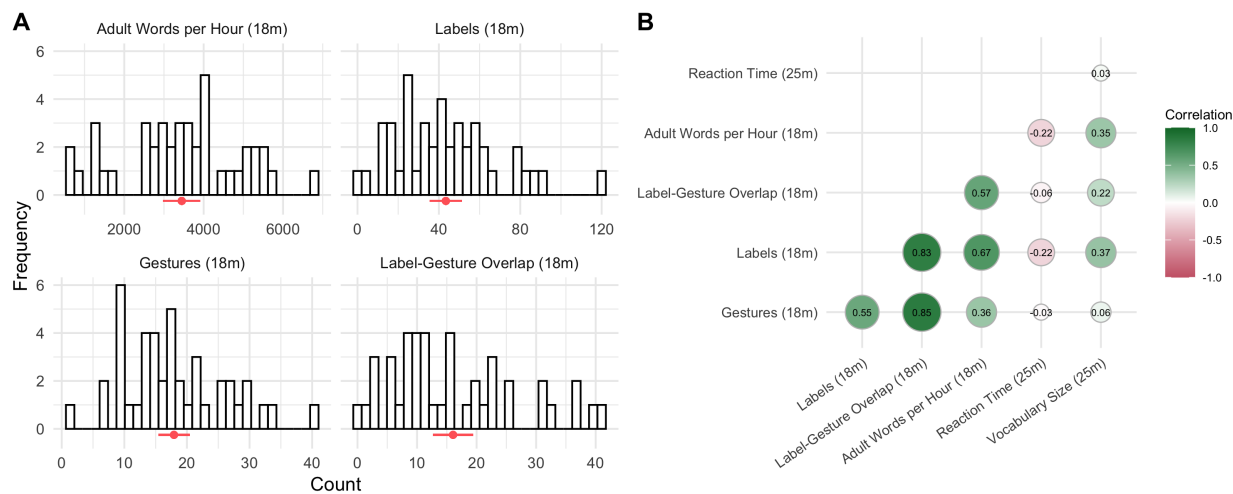 A
Adult Words per Hour (18m)
Labels (18m)
6
4
2
0
2000
4000
6000
0
40
80
120
Gestures (18m)
Label-Gesture Overlap (18m)
6
4
2
0
0
10
20
30
40
0
10
20
30
40
Frequency
Count
B
Reaction Time (25m)
0.03
Adult Words per Hour (18m)
-0.22
0.35
Label-Gesture Overlap (18m)
0.57
-0.06
0.22
Labels (18m)
0.83
0.67
-0.22
0.37
Gestures (18m)
0.55
0.85
0.36
-0.03
0.06
Labels (18m)
Label-Gesture Overlap (18m)
Adult Words per Hour (18m)
Reaction Time (25m)
Vocabulary Size (25m)
Correlation
1.0
0.5
0.0
-0.5
-1.0